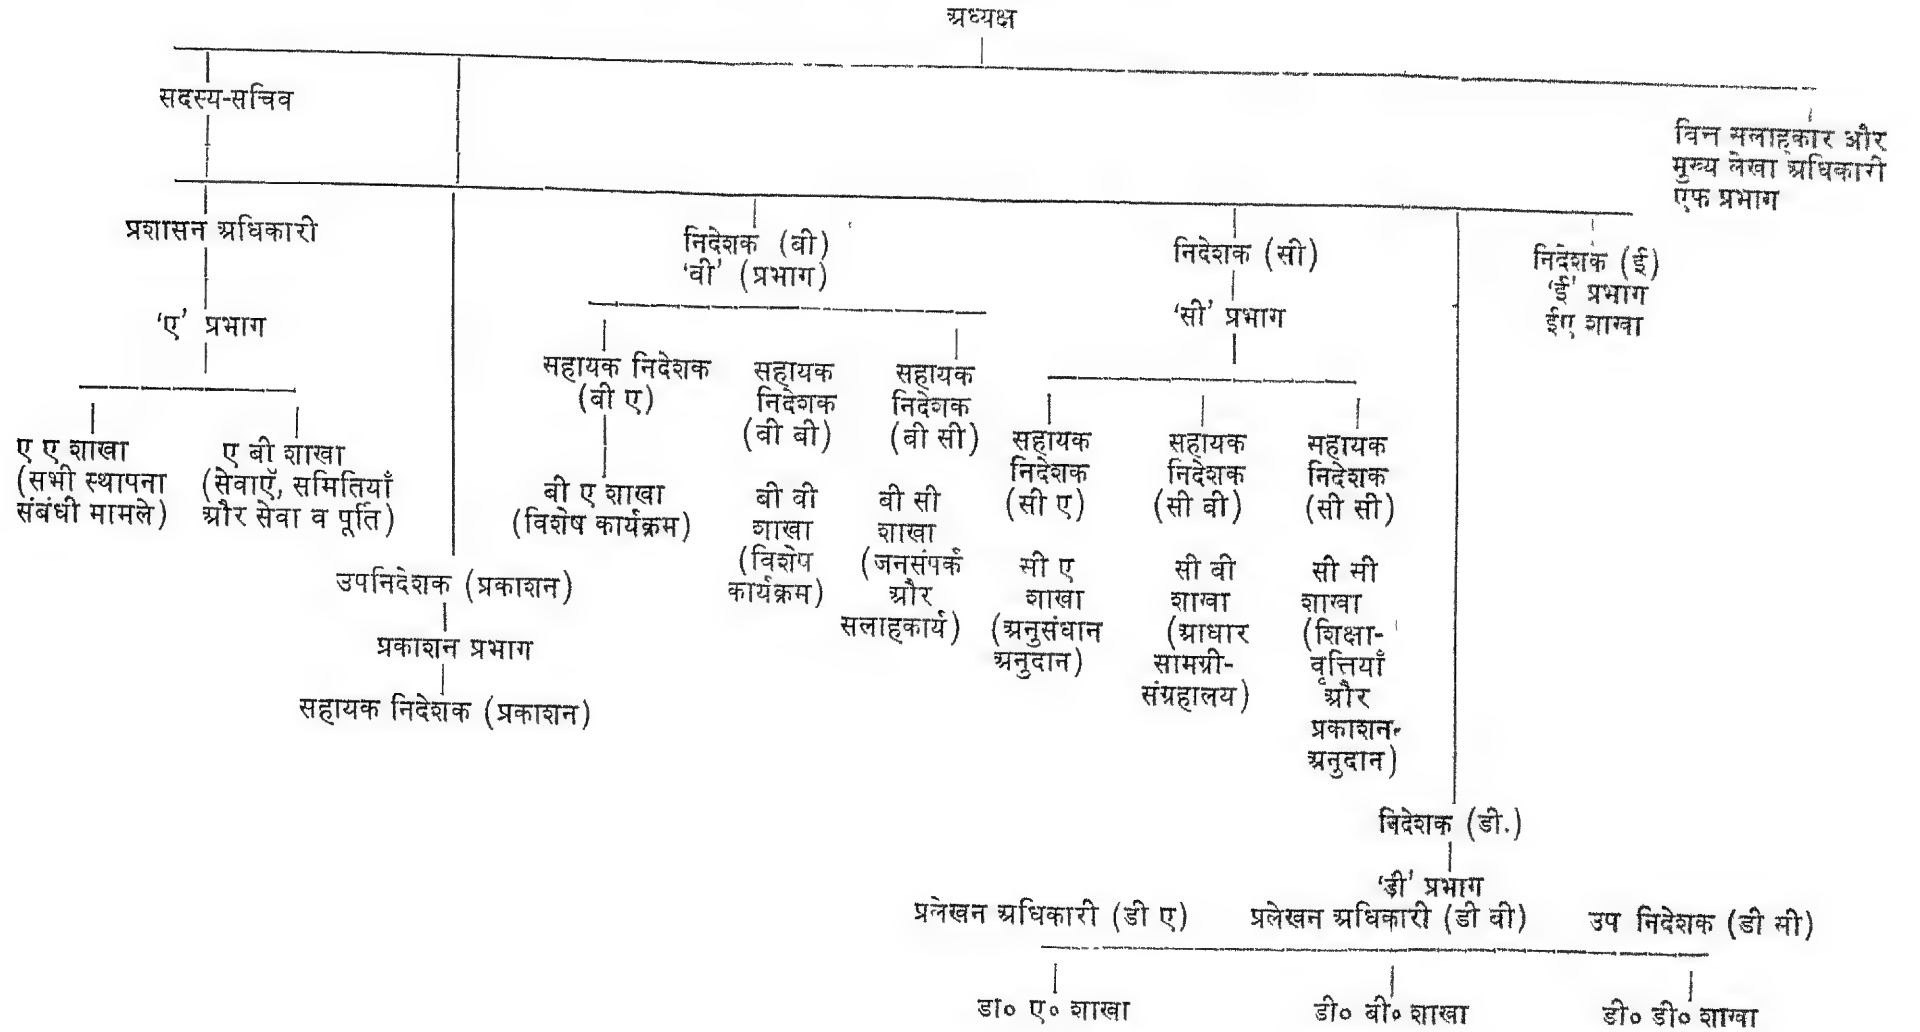 अध्यक्ष
सदस्य-सचिव
वित्त सलाहकार और
मुख्य लेखा अधिकारी
एफ प्रभाग
प्रशासन अधिकारी
'ए' प्रभाग
ए ए शाखा
(सभी स्थापना
संबंधी मामले)
ए बी शाखा
(सेवाएँ, समितियाँ
और सेवा व पूर्ति)
उपनिदेशक (प्रकाशन)
प्रकाशन प्रभाग
सहायक निदेशक (प्रकाशन)
निदेशक (बी)
'बी' (प्रभाग)
सहायक निदेशक
(बी ए)
बी ए शाखा
(विशेष कार्यक्रम)
सहायक
निदेशक
(बी बी)
बी बी
शाखा
(विशेष
कार्यक्रम)
सहायक
निदेशक
(बी सी)
बी सी
शाखा
(जनसंपर्क
और
सलाहकार्य)
निदेशक (सी)
'सी' प्रभाग
सहायक
निदेशक
(सी ए)
सी ए
शाखा
(अनुसंधान
अनुदान)
सहायक
निदेशक
(सी बी)
सी बी
शाखा
(आधार
सामग्री-
संग्रहालय)
सहायक
निदेशक
(सी सी)
सी सी
शाखा
(शिक्षा-
वृत्तियाँ
और
प्रकाशन-
अनुदान)
निदेशक (ई)
'ई' प्रभाग
ईए शाखा
निदेशक (डी.)
'डी' प्रभाग
प्रलेखन अधिकारी (डी ए)
प्रलेखन अधिकारी (डी बी)
उप निदेशक (डी सी)
डी० ए० शाखा
डी० बी० शाखा
डी० डी० शाखा